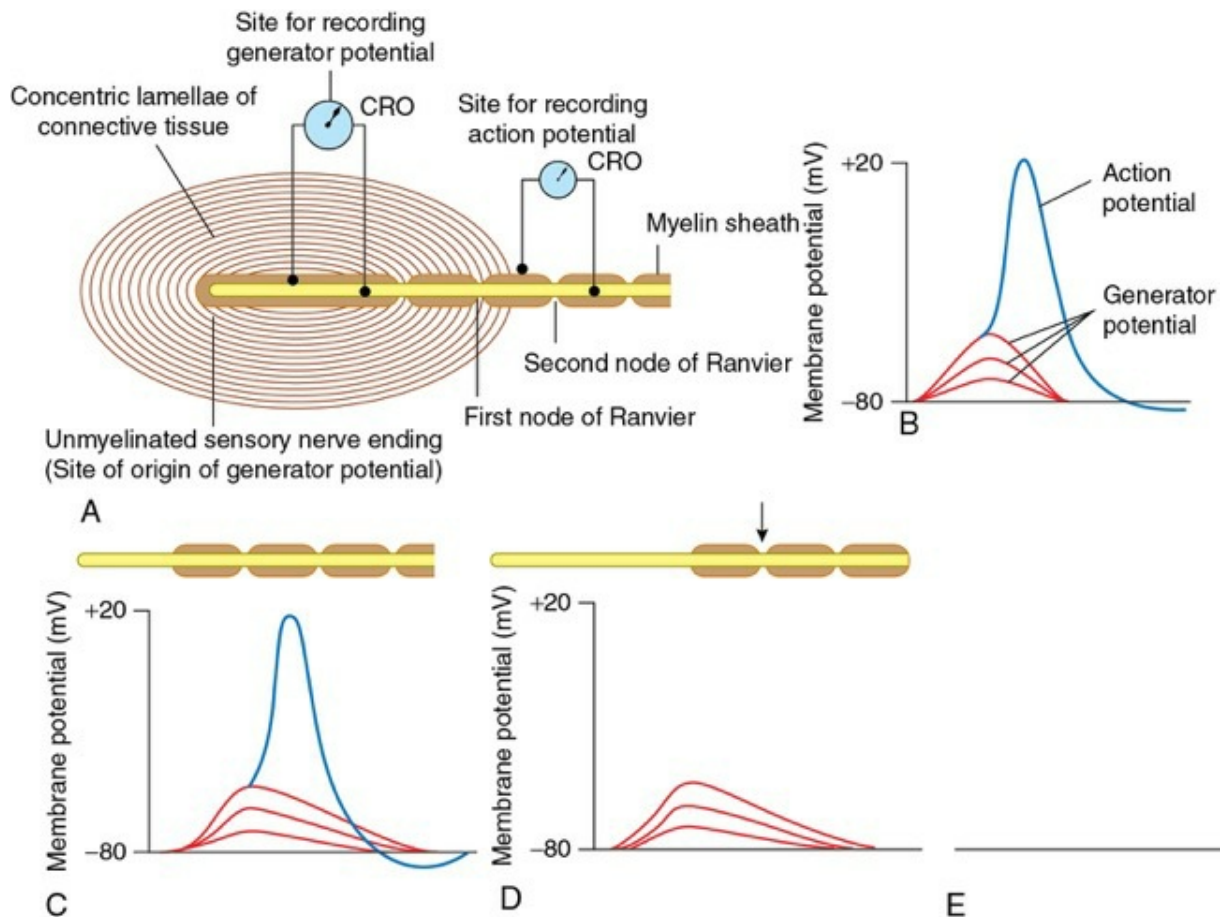 Site for recording
generator potential
Concentric lamellae of
connective tissue
CRO
Site for recording
action potential
CRO
Myelin sheath
Second node of Ranvier
First node of Ranvier
Unmyelinated sensory nerve ending
(Site of origin of generator potential)
A
Membrane potential (mV)
+20
–80
Action
potential
Generator
potential
B
Membrane potential (mV)
+20
–80
C
Membrane potential (mV)
+20
–80
D
E